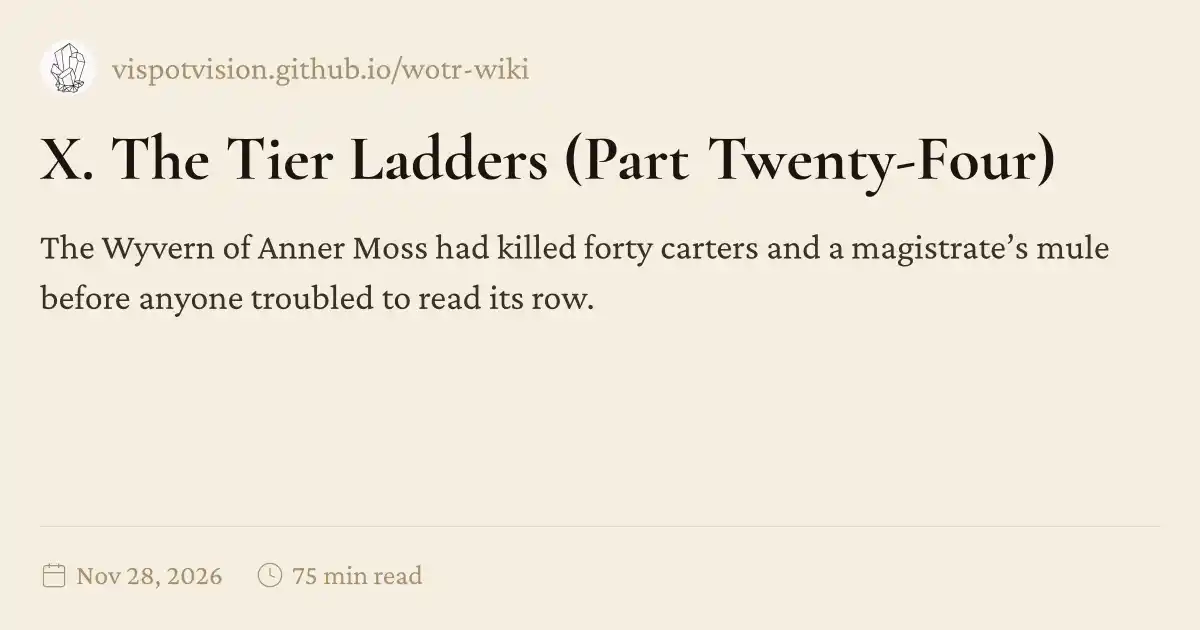 vispotvision.github.io/wotr-wiki
X. The Tier Ladders (Part Twenty-Four)
The Wyvern of Anner Moss had killed forty carters and a magistrate’s mule
before anyone troubled to read its row.
Nov 28, 2026 75 min read